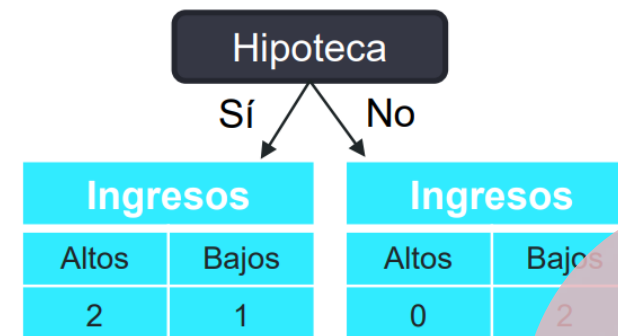 Hipoteca
Sí No
Ingresos Ingresos
Altos Bajos Altos Bajos
2 1 0 2